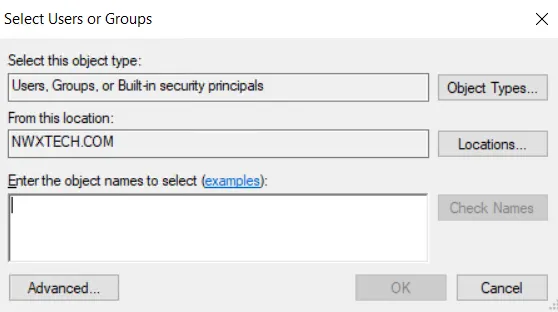 Select Users or Groups
Select this object type:
Users, Groups, or Built-in security principals
Object Types...
From this location:
NWXTECH.COM
Locations...
Enter the object names to select (examples):
Check Names
Advanced...
OK
Cancel